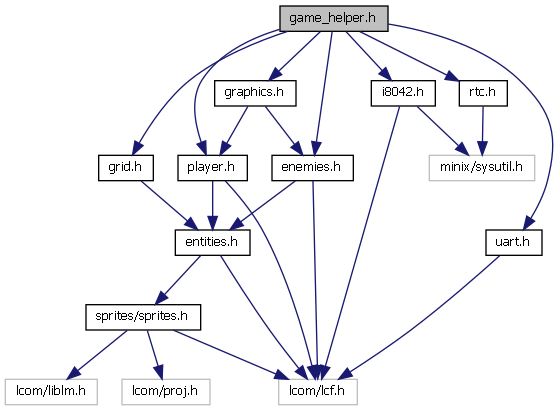 game_helper.h
graphics.h
i8042.h
rtc.h
grid.h
player.h
enemies.h
minix/sysutil.h
entities.h
uart.h
sprites/sprites.h
lcom/liblm.h
lcom/proj.h
lcom/lcf.h